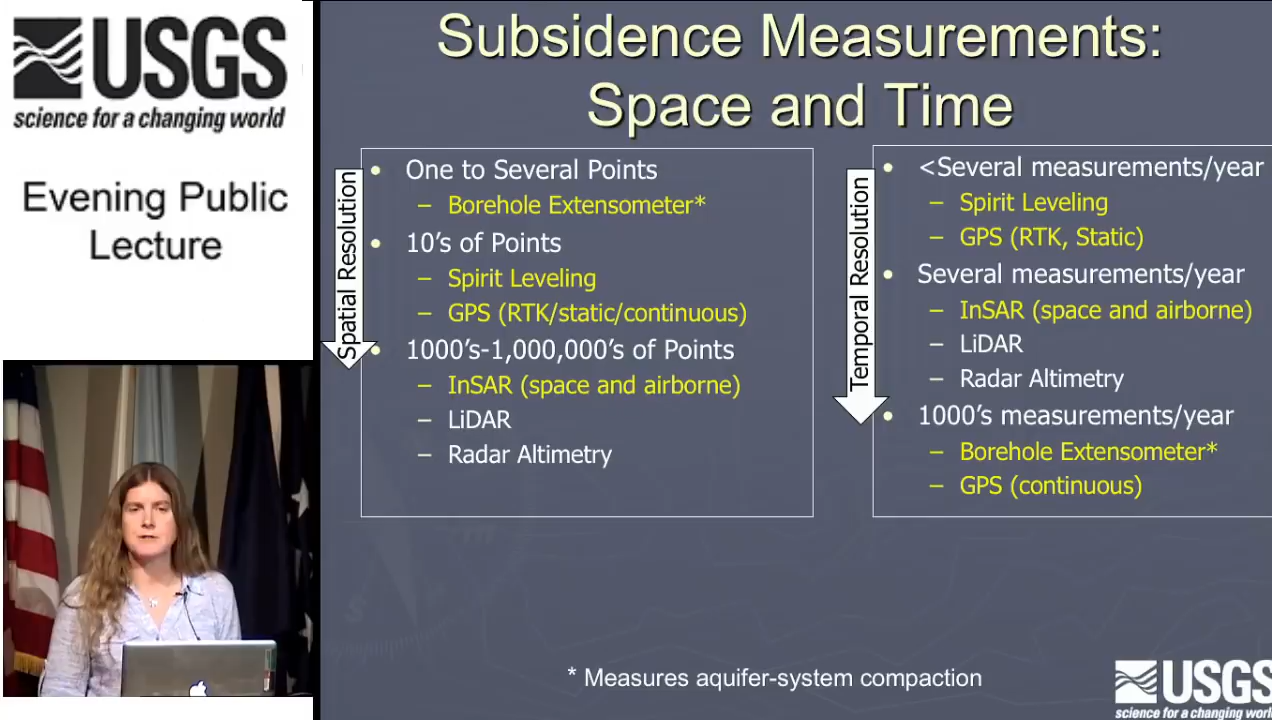 USGS
science for a changing world
Evening Public
Lecture
Subsidence Measurements:
Space and Time
Spatial Resolution
• One to Several Points
– Borehole Extensometer*
• 10's of Points
– Spirit Leveling
– GPS (RTK/static/continuous)
• 1000's-1,000,000's of Points
– InSAR (space and airborne)
– LiDAR
– Radar Altimetry
Temporal Resolution
• <Several measurements/year
– Spirit Leveling
– GPS (RTK, Static)
• Several measurements/year
– InSAR (space and airborne)
– LiDAR
– Radar Altimetry
• 1000's measurements/year
– Borehole Extensometer*
– GPS (continuous)
* Measures aquifer-system compaction
USGS
science for a changing worl